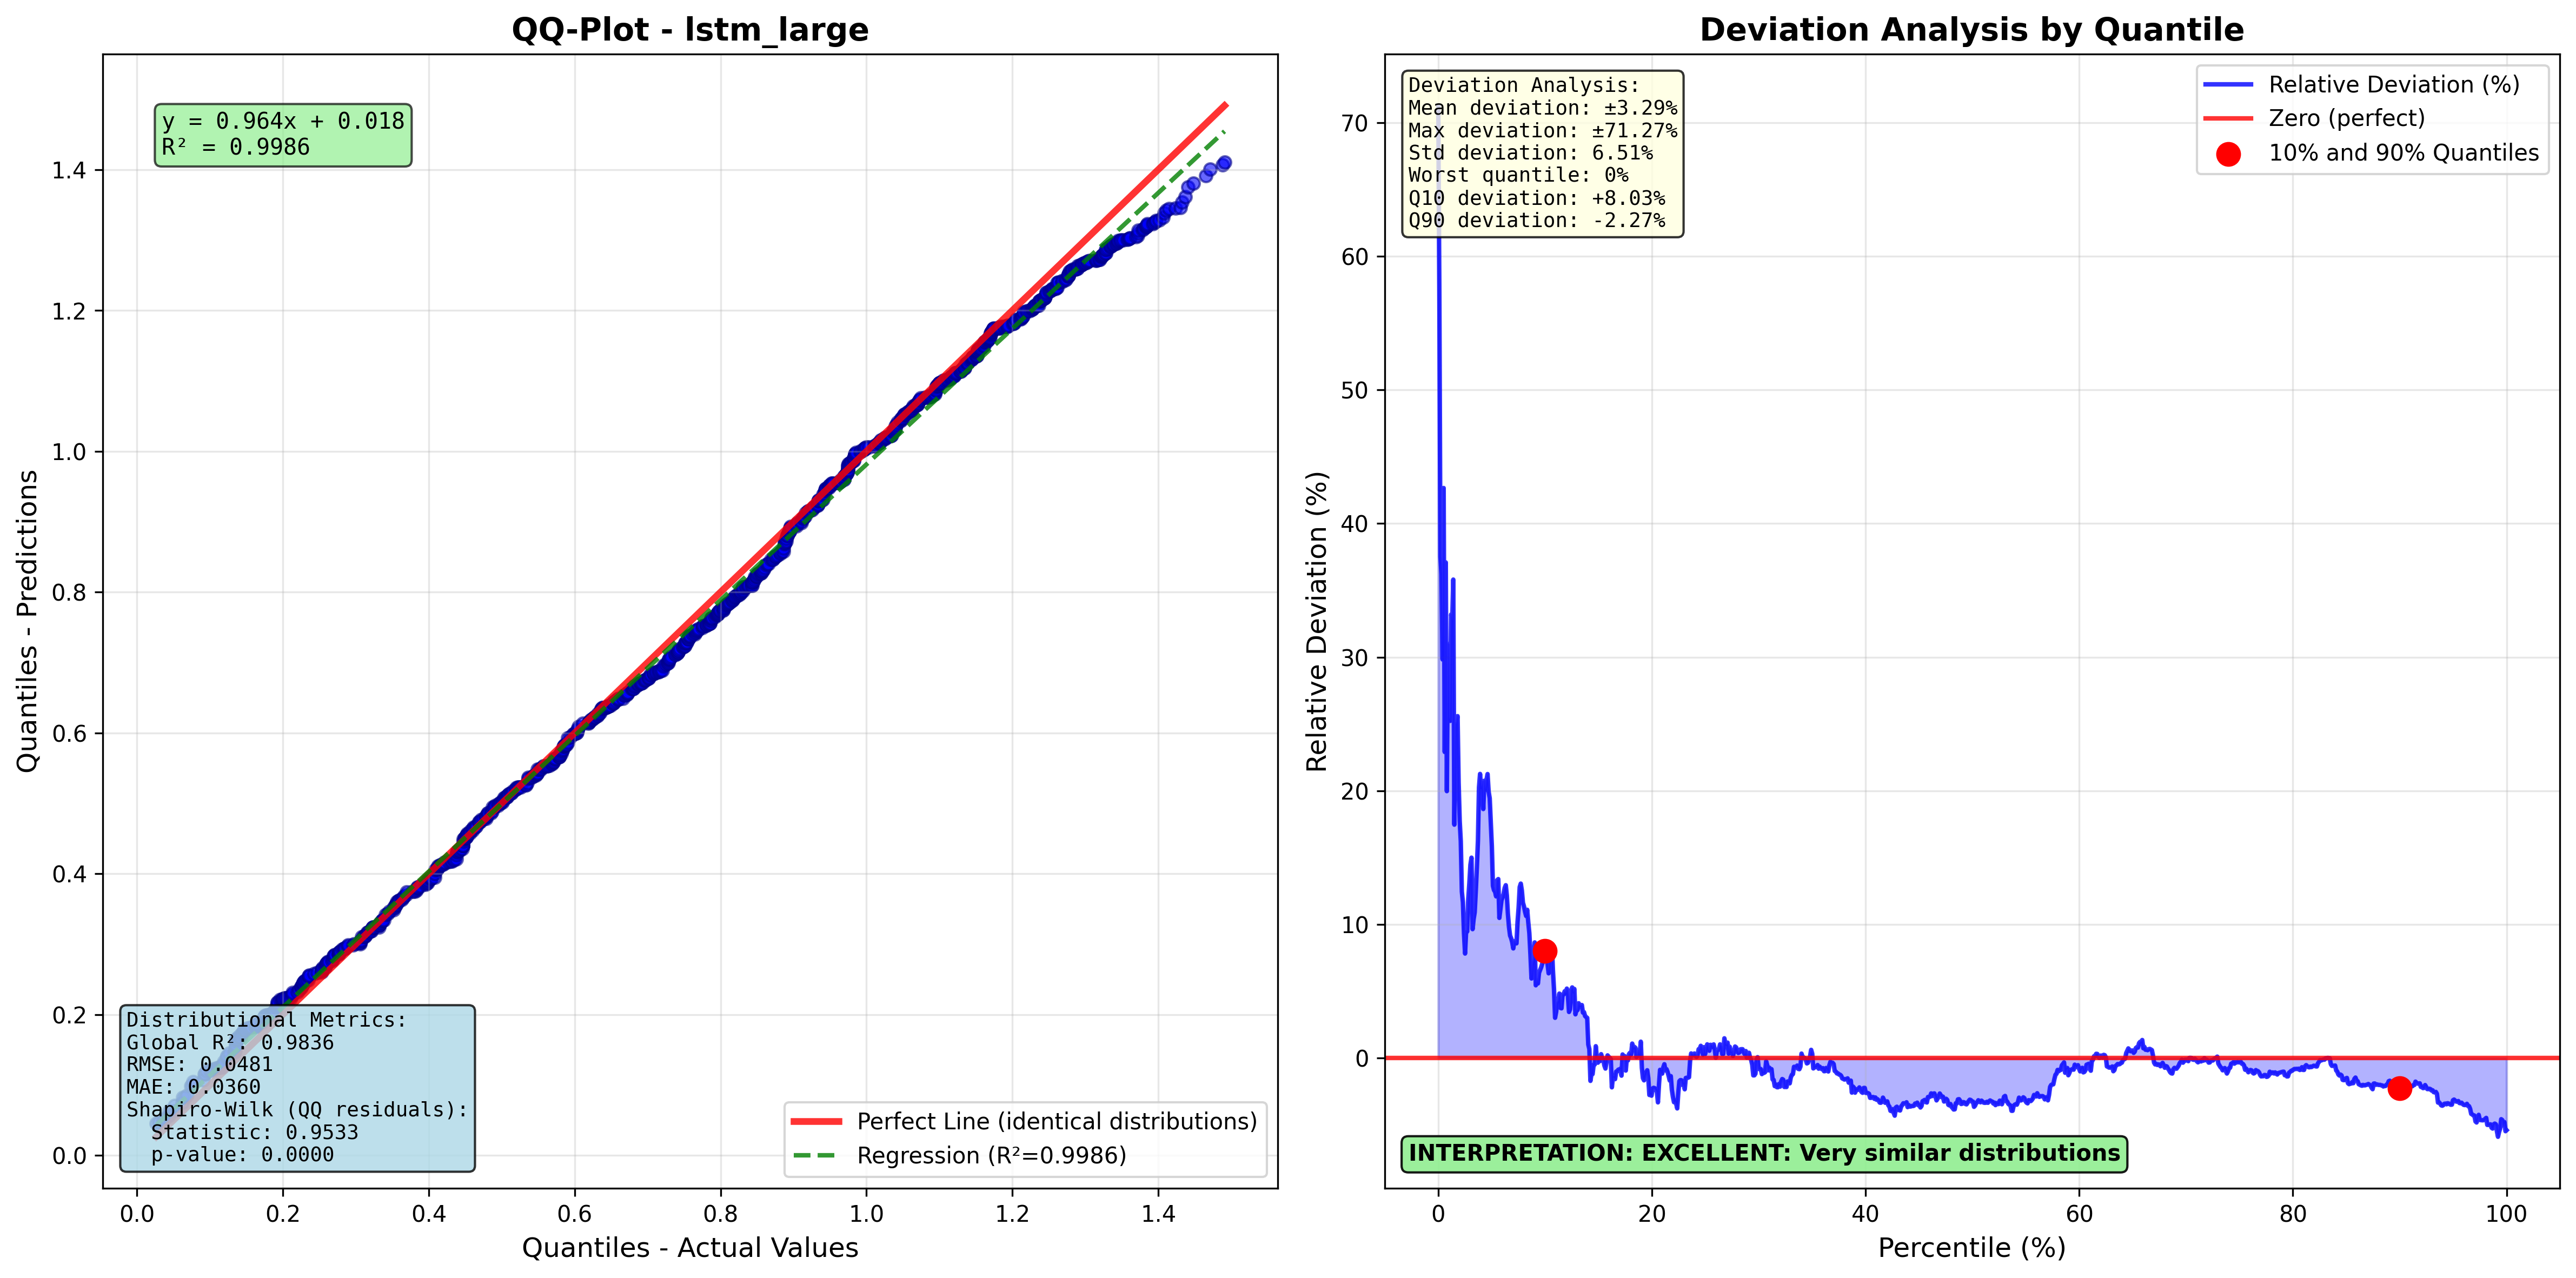 QQ-Plot - lstm_large
y = 0.964x + 0.018
R² = 0.9986
Quantiles - Predictions
1.4
1.2
1.0
0.8
0.6
0.4
0.2
0.0
Distributional Metrics:
Global R²: 0.9836
RMSE: 0.0481
MAE: 0.0360
Shapiro-Wilk (QQ residuals):
Statistic: 0.9533
p-value: 0.0000
Perfect Line (identical distributions)
Regression (R²=0.9986)
0.0 0.2 0.4 0.6 0.8 1.0 1.2 1.4
Quantiles - Actual Values
Deviation Analysis by Quantile
Deviation Analysis:
Mean deviation: ±3.29%
Max deviation: ±71.27%
Std deviation: 6.51%
Worst quantile: 0%
Q10 deviation: +8.03%
Q90 deviation: -2.27%
Relative Deviation (%)
Zero (perfect)
10% and 90% Quantiles
Relative Deviation (%)
70
60
50
40
30
20
10
0
INTERPRETATION: EXCELLENT: Very similar distributions
0 20 40 60 80 100
Percentile (%)